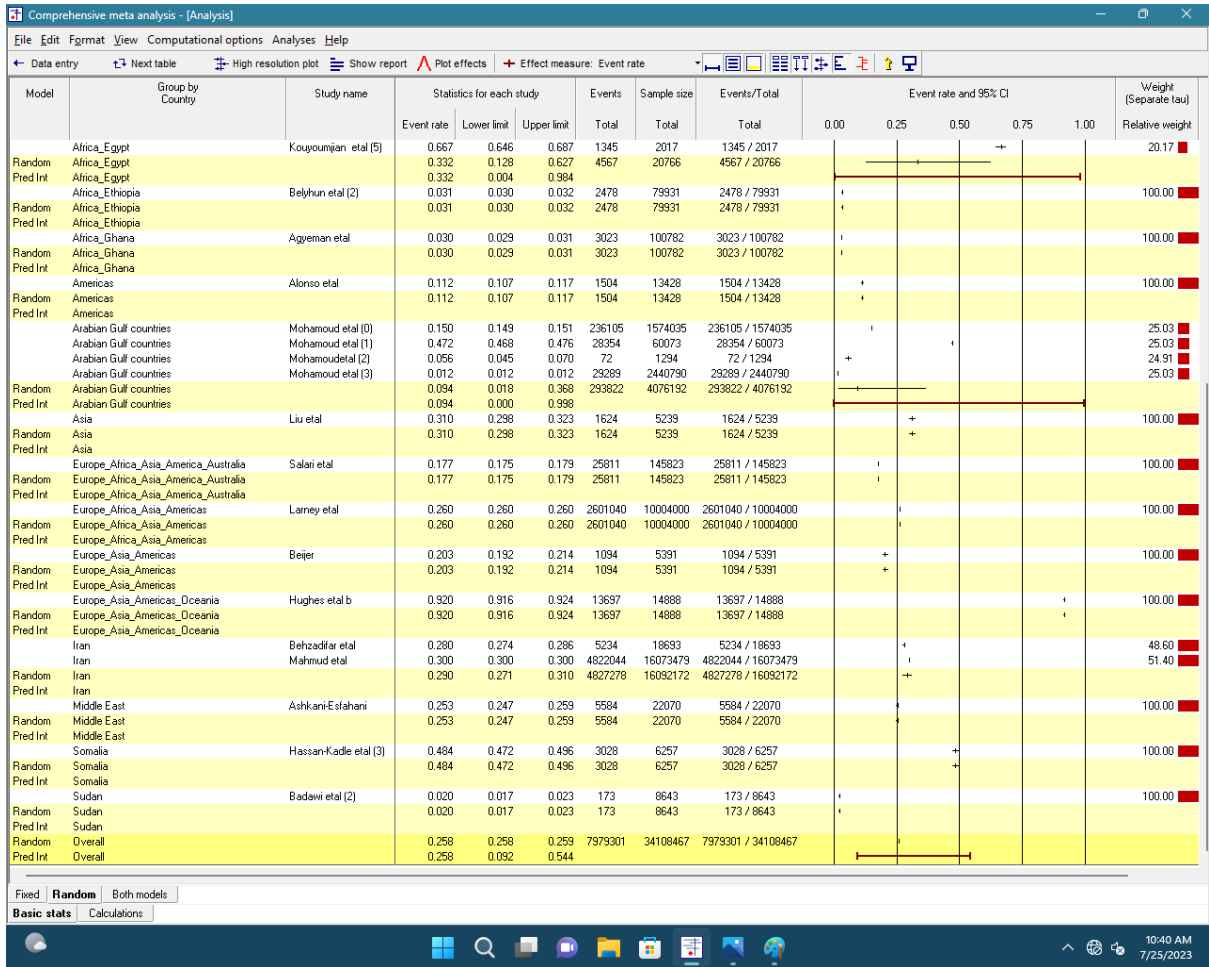 Comprehensive meta analysis - [Analysis]
File Edit Format View Computational options Analyses Help
← Data entry Next table High resolution plot Show report Plot effects + Effect measure: Event rate
Model Group by Country Study name Statistics for each study Events Sample size Events/Total Event rate and 95% CI Weight (Separate tau)
Event rate Lower limit Upper limit Total Total Total 0.00 0.25 0.50 0.75 1.00 Relative weight
Africa_Egypt Kouyoumjian etal (5) 0.667 0.646 0.687 1345 2017 1345 / 2017 20.17
Random Africa_Egypt 0.332 0.128 0.627 4567 20766 4567 / 20766
Pred Int Africa_Egypt 0.332 0.004 0.984
Africa_Ethiopia Belyhun etal (2) 0.031 0.030 0.032 2478 79931 2478 / 79931 100.00
Random Africa_Ethiopia 0.031 0.030 0.032 2478 79931 2478 / 79931
Pred Int Africa_Ethiopia
Africa_Ghana Agyeman etal 0.030 0.029 0.031 3023 100782 3023 / 100782 100.00
Random Africa_Ghana 0.030 0.029 0.031 3023 100782 3023 / 100782
Pred Int Africa_Ghana
Americas Alonso etal 0.112 0.107 0.117 1504 13428 1504 / 13428 100.00
Random Americas 0.112 0.107 0.117 1504 13428 1504 / 13428
Pred Int Americas
Arabian Gulf countries Mohamoud etal (0) 0.150 0.149 0.151 236105 1574035 236105 / 1574035 25.03
Arabian Gulf countries Mohamoud etal (1) 0.472 0.468 0.476 28354 60073 28354 / 60073 25.03
Arabian Gulf countries Mohamoudetal (2) 0.056 0.045 0.070 72 1294 72 / 1294 24.91
Arabian Gulf countries Mohamoud etal (3) 0.012 0.012 0.012 29289 2440790 29289 / 2440790 25.03
Random Arabian Gulf countries 0.094 0.018 0.368 293822 4076192 293822 / 4076192
Pred Int Arabian Gulf countries 0.094 0.000 0.998
Asia Liu etal 0.310 0.298 0.323 1624 5239 1624 / 5239 100.00
Random Asia 0.310 0.298 0.323 1624 5239 1624 / 5239
Pred Int Asia
Europe_Africa_Asia_America_Australia Salari etal 0.177 0.175 0.179 25811 145823 25811 / 145823 100.00
Random Europe_Africa_Asia_America_Australia 0.177 0.175 0.179 25811 145823 25811 / 145823
Pred Int Europe_Africa_Asia_America_Australia
Europe_Africa_Asia_Americas Larney etal 0.260 0.260 0.260 2601040 10004000 2601040 / 10004000 100.00
Random Europe_Africa_Asia_Americas 0.260 0.260 0.260 2601040 10004000 2601040 / 10004000
Pred Int Europe_Africa_Asia_Americas
Europe_Asia_Americas Beijer 0.203 0.192 0.214 1094 5391 1094 / 5391 100.00
Random Europe_Asia_Americas 0.203 0.192 0.214 1094 5391 1094 / 5391
Pred Int Europe_Asia_Americas
Europe_Asia_Americas_Oceania Hughes etal b 0.920 0.916 0.924 13697 14888 13697 / 14888 100.00
Random Europe_Asia_Americas_Oceania 0.920 0.916 0.924 13697 14888 13697 / 14888
Pred Int Europe_Asia_Americas_Oceania
Iran Behzadifar etal 0.280 0.274 0.286 5234 18693 5234 / 18693 48.60
Iran Mahmud etal 0.300 0.300 0.300 4822044 16073479 4822044 / 16073479 51.40
Random Iran 0.290 0.271 0.310 4827278 16092172 4827278 / 16092172
Pred Int Iran
Middle East Ashkani-Esfahani 0.253 0.247 0.259 5584 22070 5584 / 22070 100.00
Random Middle East 0.253 0.247 0.259 5584 22070 5584 / 22070
Pred Int Middle East
Somalia Hassan-Kadle etal (3) 0.484 0.472 0.496 3028 6257 3028 / 6257 100.00
Random Somalia 0.484 0.472 0.496 3028 6257 3028 / 6257
Pred Int Somalia
Sudan Badawi etal (2) 0.020 0.017 0.023 173 8643 173 / 8643 100.00
Random Sudan 0.020 0.017 0.023 173 8643 173 / 8643
Pred Int Sudan
Random Overall 0.258 0.258 0.259 7979301 34108467 7979301 / 34108467
Pred Int Overall 0.258 0.092 0.544
Fixed Random Both models
Basic stats Calculations
10:40 AM
7/25/2023